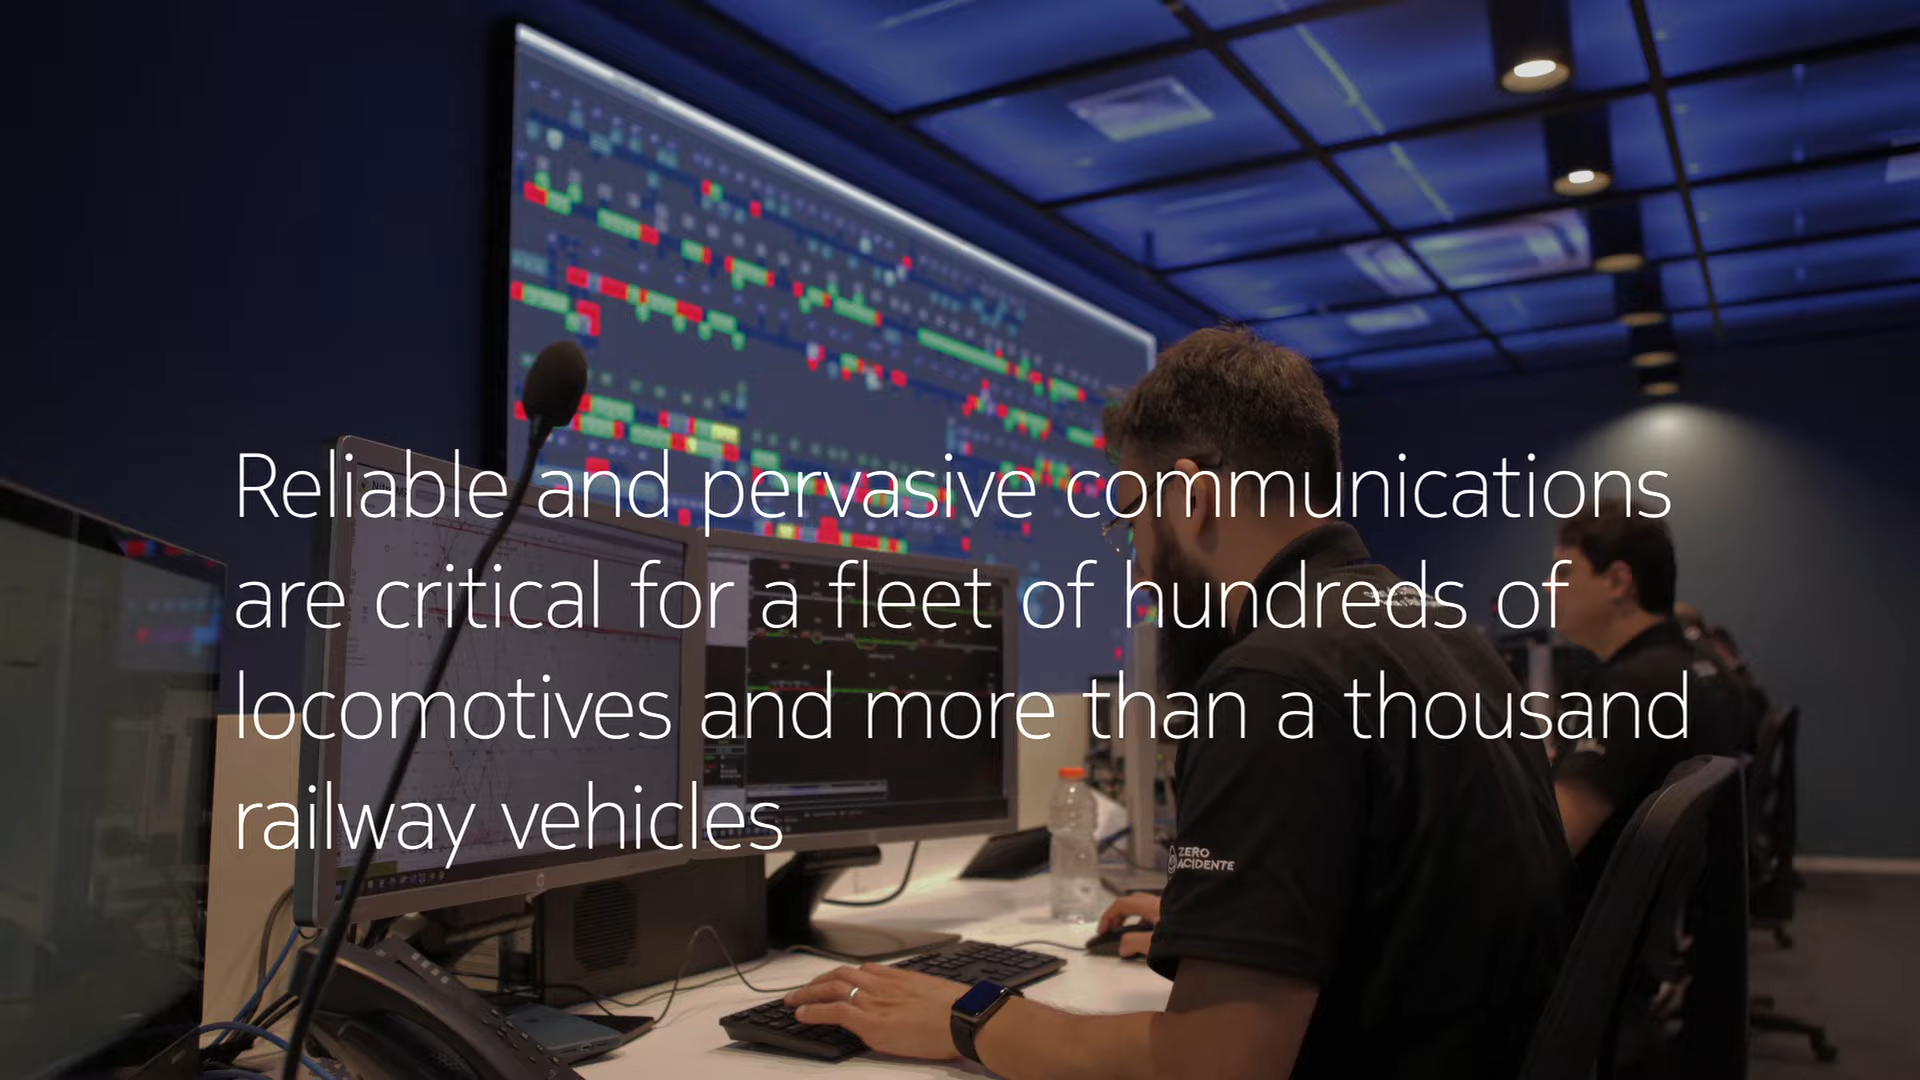 Reliable and pervasive communications
are critical for a fleet of hundreds of
locomotives and more than a thousand
railway vehicles
ZERO
ACIDENTE